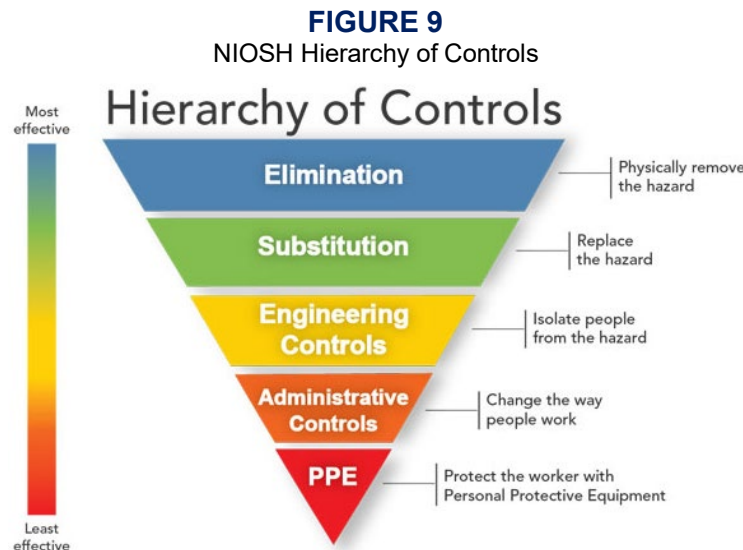 FIGURE 9
NIOSH Hierarchy of Controls
Hierarchy of Controls
Most
effective
Elimination
Physically remove
the hazard
Substitution
Replace
the hazard
Engineering
Controls
Isolate people
from the hazard
Administrative
Controls
Change the way
people work
PPE
Protect the worker with
Personal Protective Equipment
Least
effective